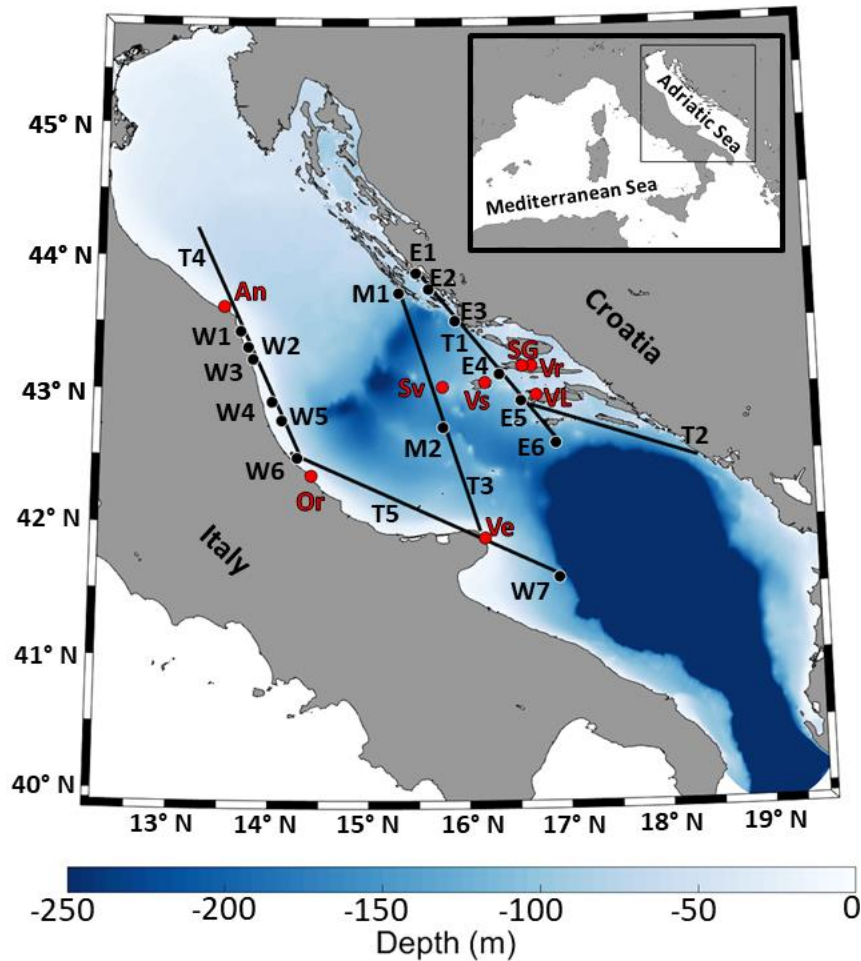 45° N
44° N
43° N
42° N
41° N
40° N
Adriatic Sea
Mediterranean Sea
Croatia
Italy
T4
An
W1
W2
W3
W4
W5
W6
Or
T5
E1
E2
M1
E3
T1
SG
Vr
E4
Sv
Vs
VL
E5
M2
E6
T2
T3
Ve
W7
13° N
14° N
15° N
16° N
17° N
18° N
19° N
-250
-200
-150
-100
-50
0
Depth (m)